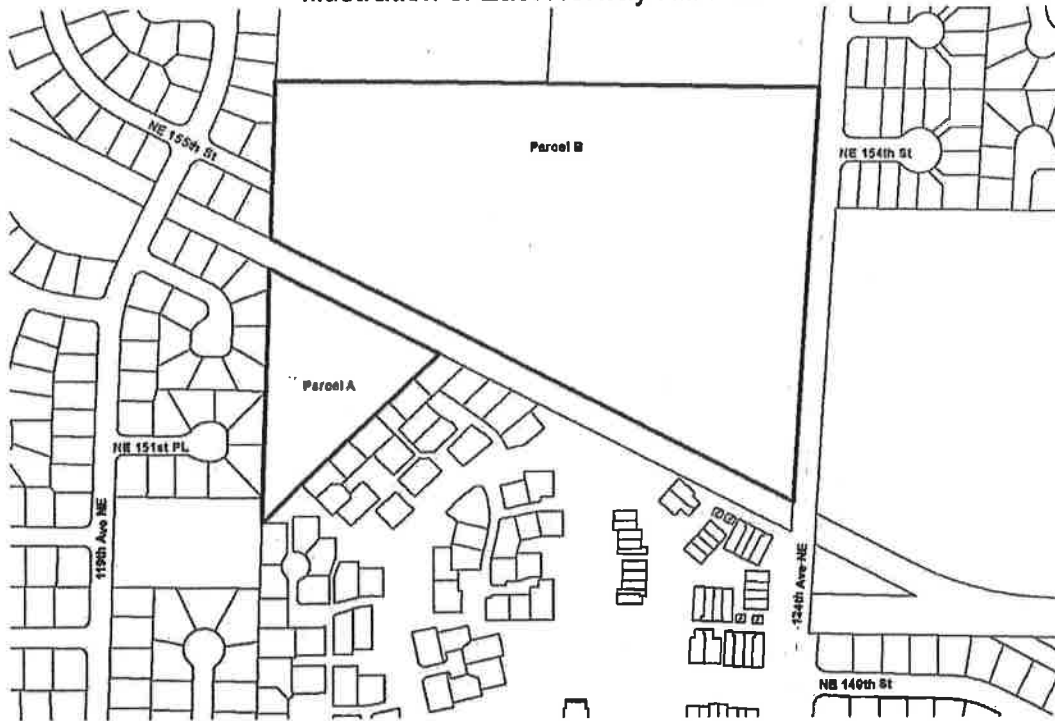 NE 155th St
Parcel B
NE 154th St
Parcel A
NE 151st PL
119th Ave NE
124th Ave NE
NE 149th St